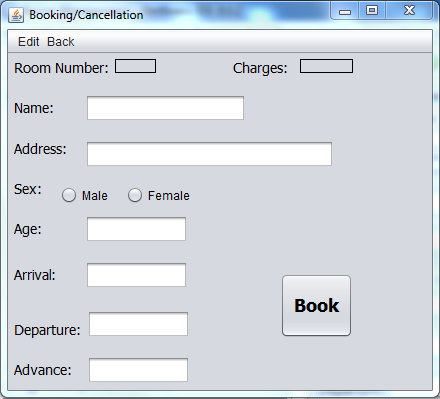 Booking/Cancellation
Edit Back
Room Number: Charges:
Name:
Address:
Sex: Male Female
Age:
Arrival:
Book
Departure:
Advance: